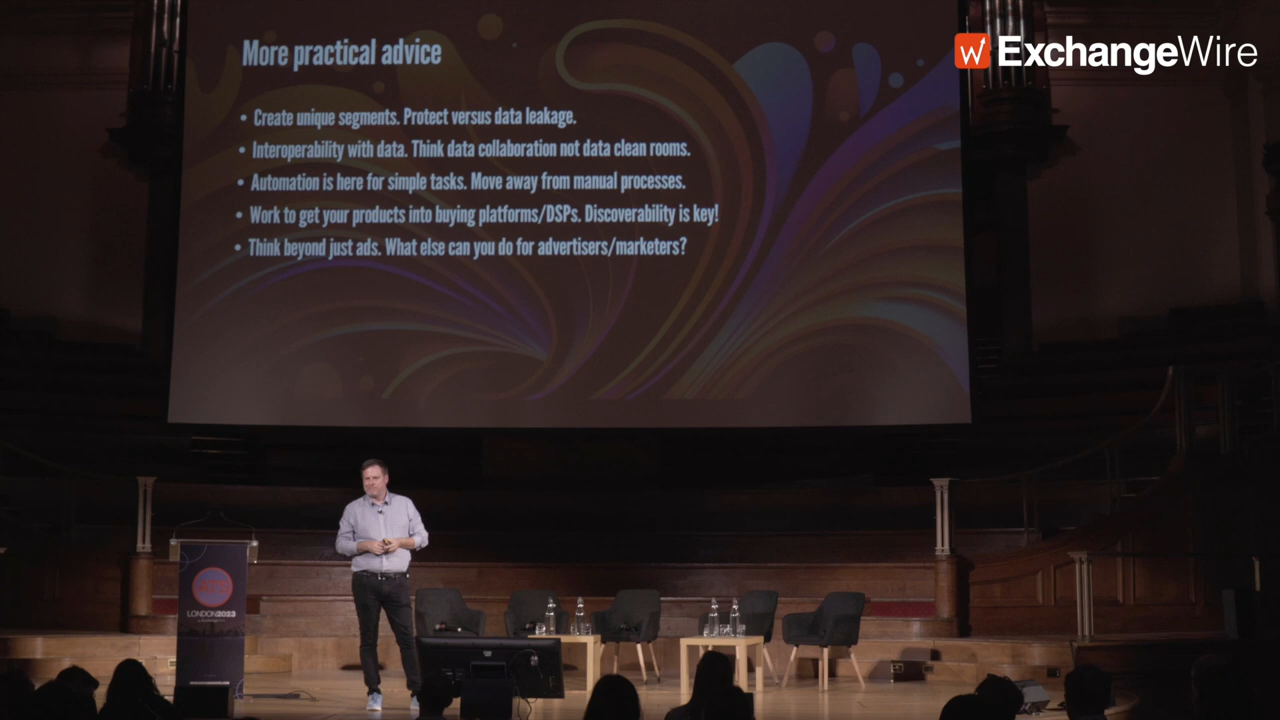 More practical advice
ExchangeWire
• Create unique segments. Protect versus data leakage.
• Interoperability with data. Think data collaboration not data clean rooms.
• Automation is here for simple tasks. Move away from manual processes.
• Work to get your products into buying platforms/DSPs. Discoverability is key!
• Think beyond just ads. What else can you do for advertisers/marketers?
LONDON2023